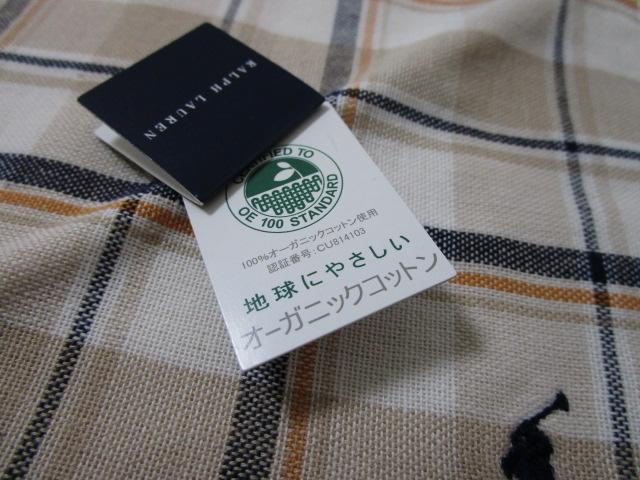 RALPH LAUREN
CERTIFIED TO
OE 100 STANDARD
100%オーガニックコットン使用
認証番号:CU814103
地球にやさしい
オーガニックコットン